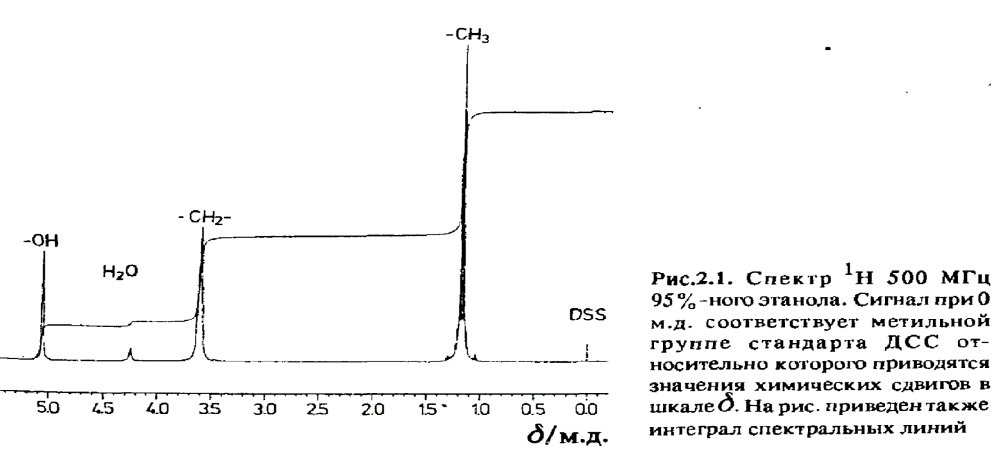 -CH₃
- CH₂-
-OH
H₂O
DSS
5.0 4.5 4.0 3.5 3.0 2.5 2.0 1.5 1.0 0.5 0.0
δ/м.д.
Рис.2.1. Спектр ¹H 500 МГц
95%-ного этанола. Сигнал при 0
м.д. соответствует метильной
группе стандарта ДСС от-
носительно которого приводятся
значения химических сдвигов в
шкале δ. На рис. приведен также
интеграл спектральных линий